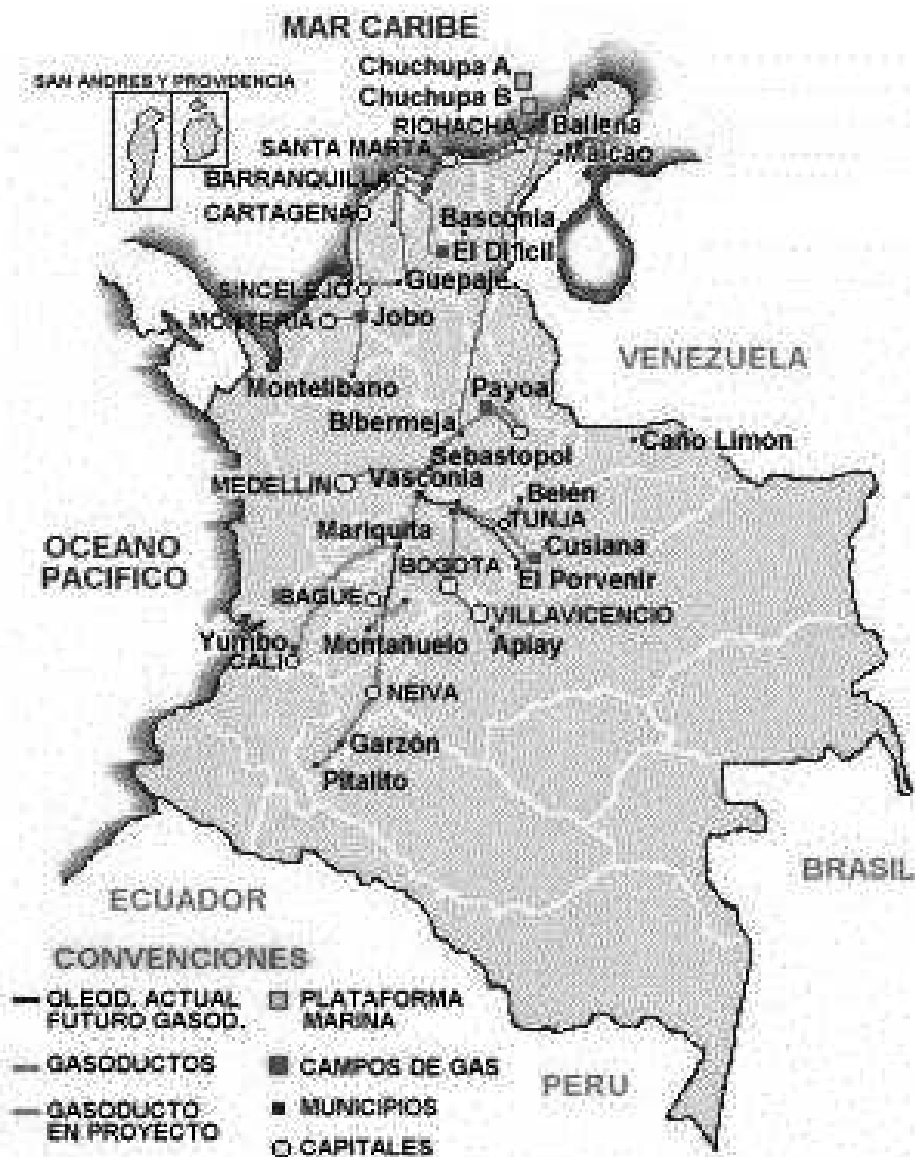 MAR CARIBE
SAN ANDRES Y PROVIDENCIA
Chuchupa A
Chuchupa B
RIOHACHA
Ballena
SANTA MARTA
Maicao
BARRANQUILLA
CARTAGENA
Basconia
El Dificil
Guepaje
SINCELEJO
MONTERIA
Jobo
VENEZUELA
Montelibano
Payoa
B/bermeja
Caño Limón
Sebastopol
MEDELLIN
Vasconia
Belén
TUNJA
Mariquita
OCEANO
PACIFICO
Cusiana
BOGOTA
El Porvenir
IBAGUE
VILLAVICENCIO
Yumbo
Montañuelo
Apiay
CALI
NEIVA
Garzón
Pitalito
BRASIL
ECUADOR
CONVENCIONES
OLEOD. ACTUAL
FUTURO GASOD.
PLATAFORMA
MARINA
GASODUCTOS
CAMPOS DE GAS
PERU
GASODUCTO
EN PROYECTO
MUNICIPIOS
CAPITALES